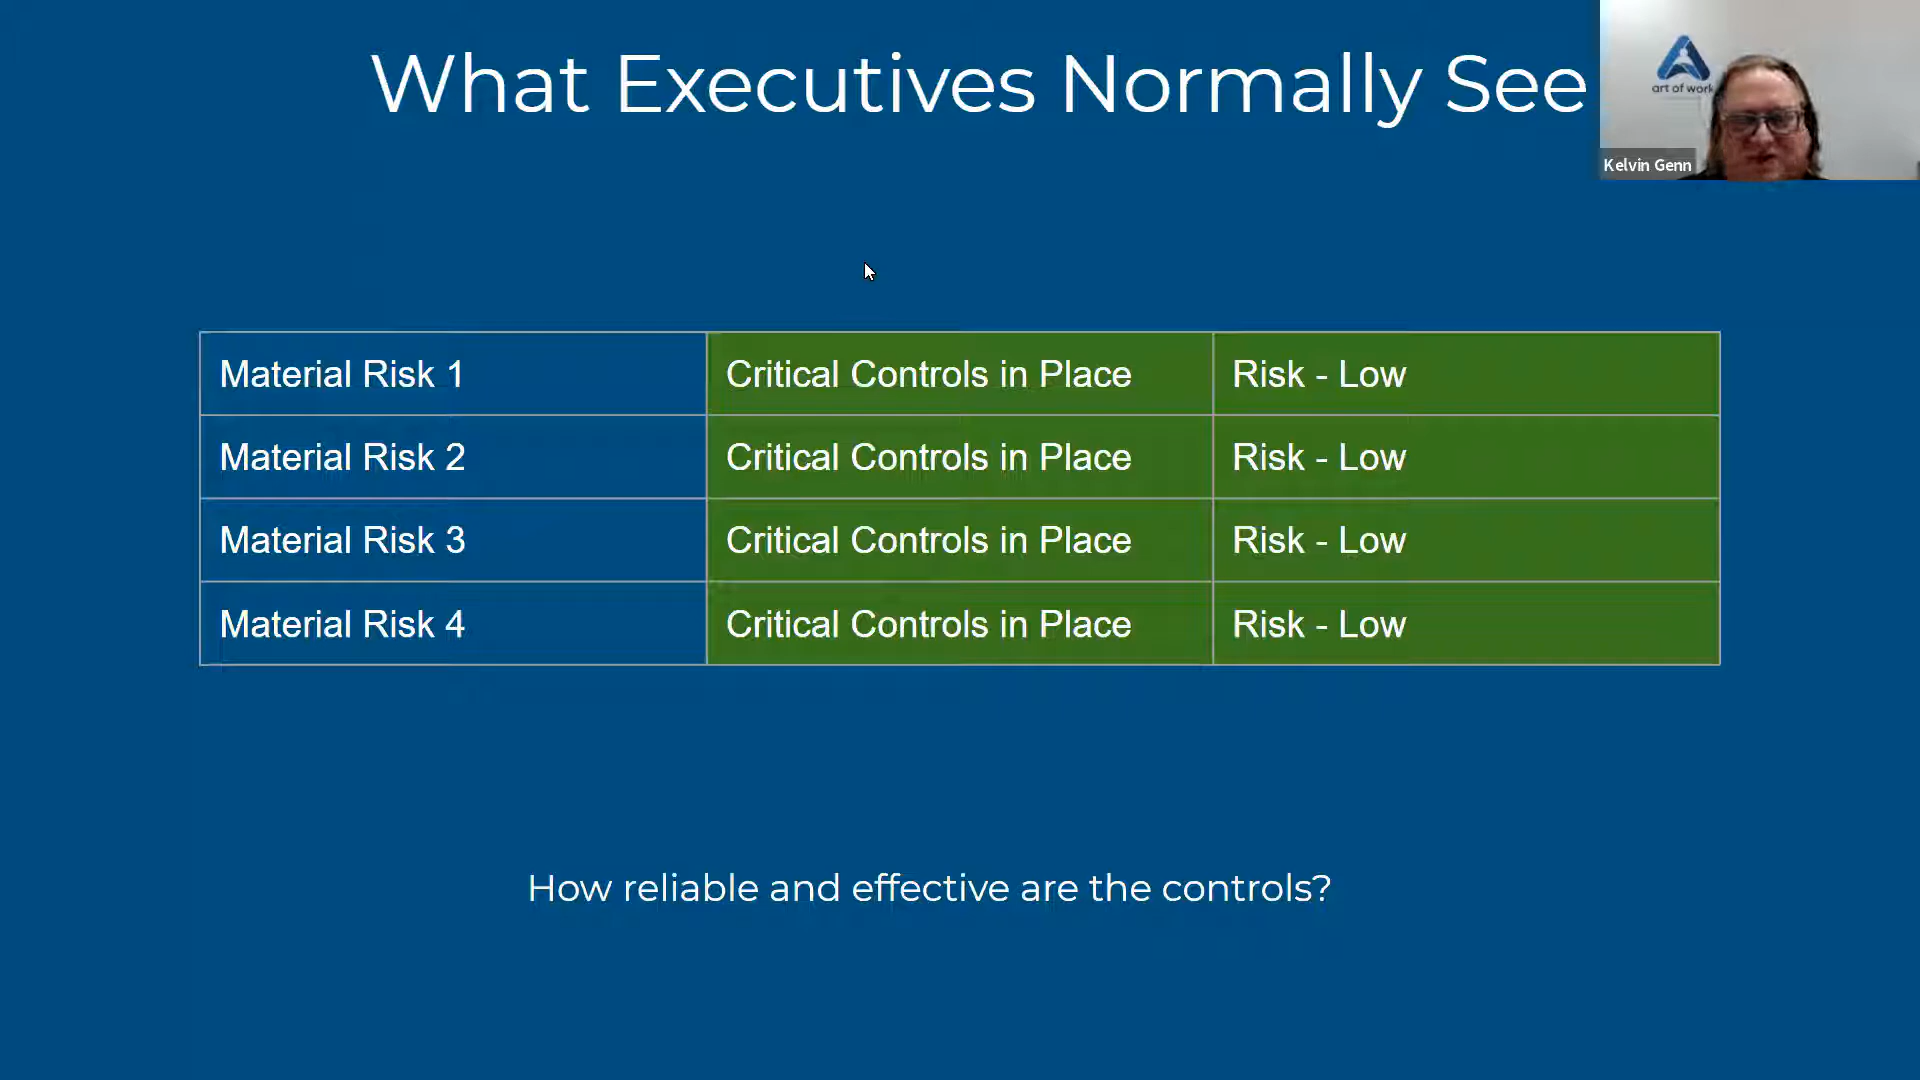 What Executives Normally See
art of work
Kelvin Genn
Material Risk 1 Critical Controls in Place Risk - Low
Material Risk 2 Critical Controls in Place Risk - Low
Material Risk 3 Critical Controls in Place Risk - Low
Material Risk 4 Critical Controls in Place Risk - Low
How reliable and effective are the controls?